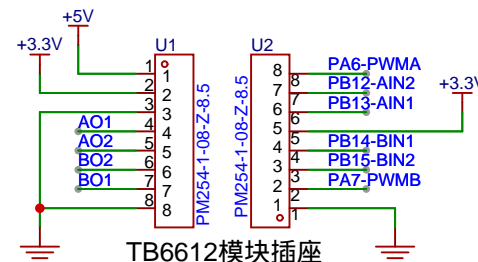 +5V
+3.3V
U1
1
2
3
4
5
6
7
8
1
2
3
4
5
6
7
8
AO1
AO2
BO2
BO1
PM254-1-08-Z-8.5
U2
PM254-1-08-Z-8.5
8
7
6
5
4
3
2
1
8
7
6
5
4
3
2
1
PA6-PWMA
PB12-AIN2
PB13-AIN1
+3.3V
PB14-BIN1
PB15-BIN2
PA7-PWMB
TB6612模块插座